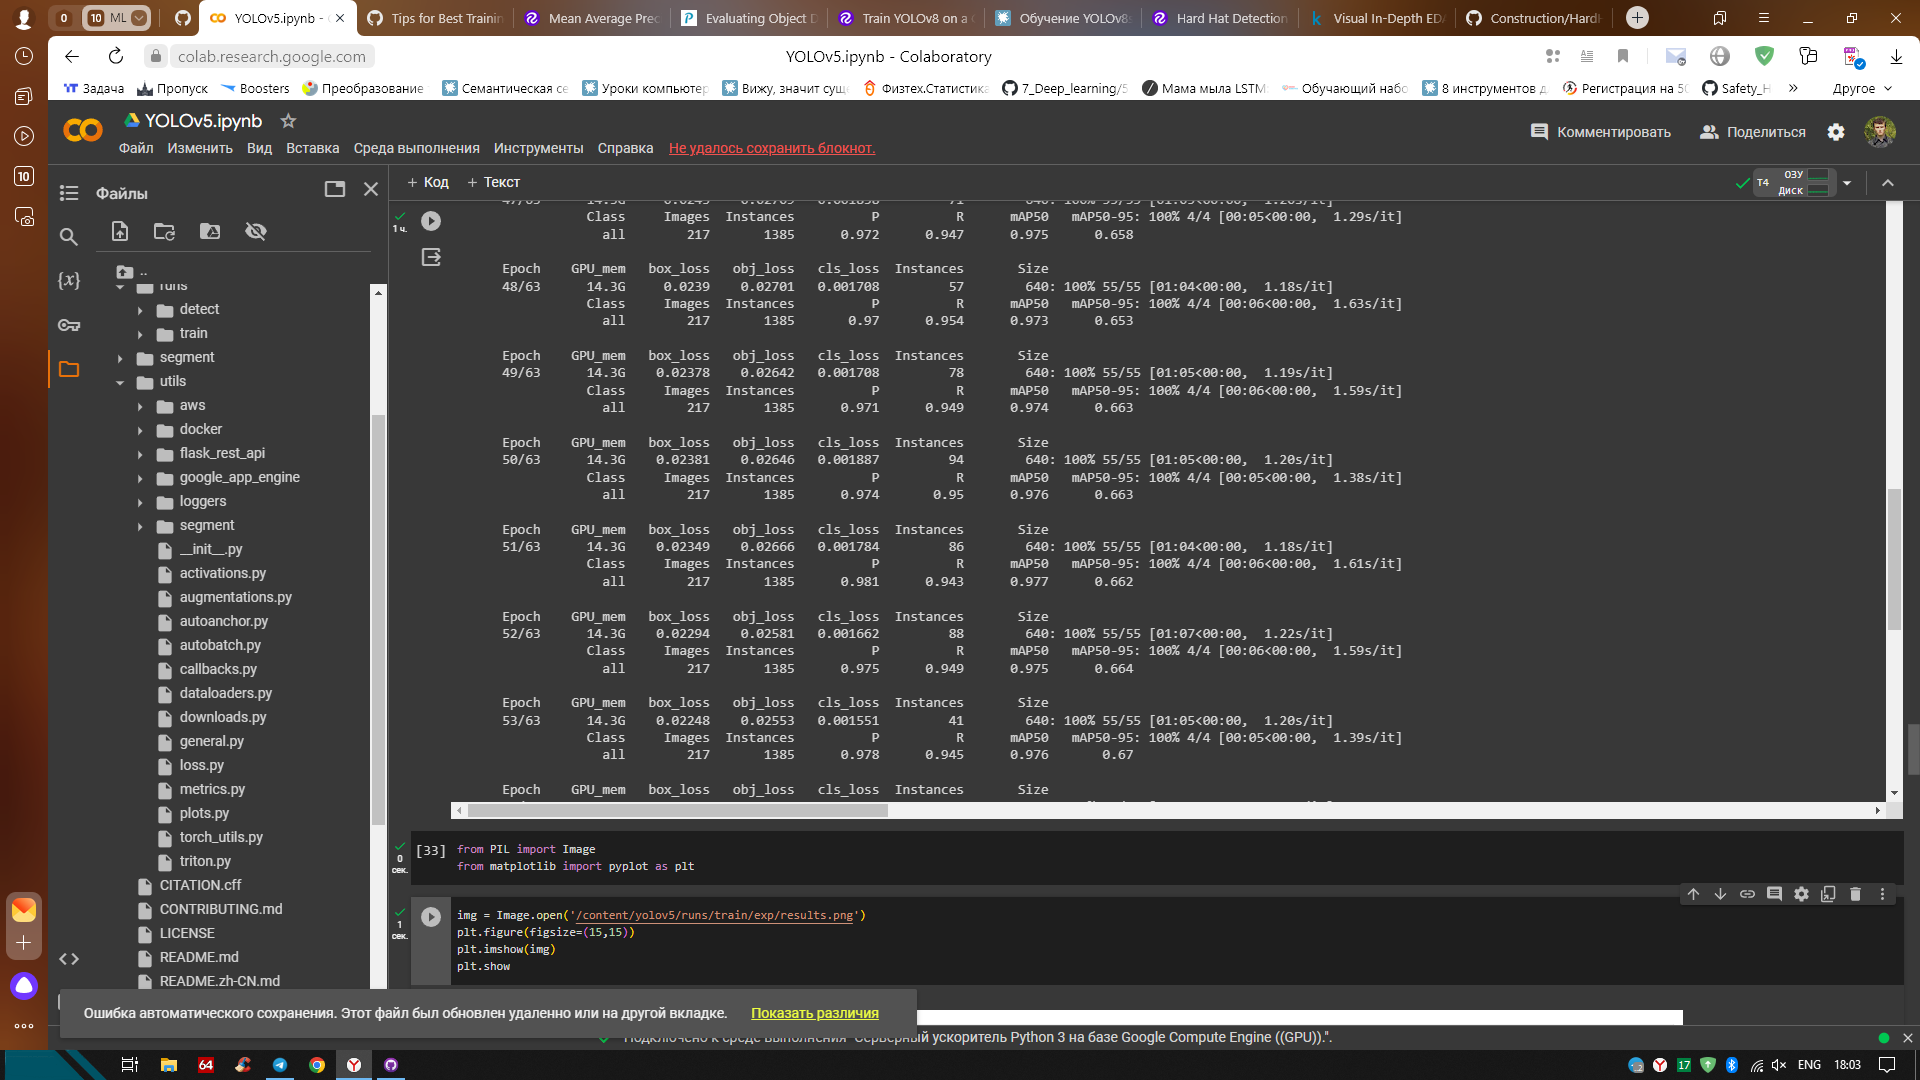 0 10 ML YOLOv5.ipynb - Tips for Best Trainin Mean Average Prec Evaluating Object D Train YOLOv8 on a Обучение YOLOv8 Hard Hat Detection Visual In-Depth ED Construction/Hard
colab.research.google.com YOLOv5.ipynb - Colaboratory
Задача Пропуск Boosters Преобразование Семантическая се Уроки компьютер Вижу, значит сущ Физтех.Статистика 7_Deep_learning/5 Мама мыла LSTM Обучающий набо 8 инструментов д Регистрация на 50 Safety_H » Другое
YOLOv5.ipynb
Файл Изменить Вид Вставка Среда выполнения Инструменты Справка Не удалось сохранить блокнот.
Комментировать Поделиться
Файлы
+ Код + Текст
T4 ОЗУ
Диск
10
..
runs
detect
train
segment
utils
aws
docker
flask_rest_api
google_app_engine
loggers
segment
__init__.py
activations.py
augmentations.py
autoanchor.py
autobatch.py
callbacks.py
dataloaders.py
downloads.py
general.py
loss.py
metrics.py
plots.py
torch_utils.py
triton.py
CITATION.cff
CONTRIBUTING.md
LICENSE
README.md
README.zh-CN.md
1 ч.
Class Images Instances P R mAP50 mAP50-95: 100% 4/4 [00:05<00:00, 1.29s/it]
all 217 1385 0.972 0.947 0.975 0.658
Epoch GPU_mem box_loss obj_loss cls_loss Instances Size
48/63 14.3G 0.0239 0.02701 0.001708 57 640: 100% 55/55 [01:04<00:00, 1.18s/it]
Class Images Instances P R mAP50 mAP50-95: 100% 4/4 [00:06<00:00, 1.63s/it]
all 217 1385 0.97 0.954 0.973 0.653
Epoch GPU_mem box_loss obj_loss cls_loss Instances Size
49/63 14.3G 0.02378 0.02642 0.001708 78 640: 100% 55/55 [01:05<00:00, 1.19s/it]
Class Images Instances P R mAP50 mAP50-95: 100% 4/4 [00:06<00:00, 1.59s/it]
all 217 1385 0.971 0.949 0.974 0.663
Epoch GPU_mem box_loss obj_loss cls_loss Instances Size
50/63 14.3G 0.02381 0.02646 0.001887 94 640: 100% 55/55 [01:05<00:00, 1.20s/it]
Class Images Instances P R mAP50 mAP50-95: 100% 4/4 [00:05<00:00, 1.38s/it]
all 217 1385 0.974 0.95 0.976 0.663
Epoch GPU_mem box_loss obj_loss cls_loss Instances Size
51/63 14.3G 0.02349 0.02666 0.001784 86 640: 100% 55/55 [01:04<00:00, 1.18s/it]
Class Images Instances P R mAP50 mAP50-95: 100% 4/4 [00:06<00:00, 1.61s/it]
all 217 1385 0.981 0.943 0.977 0.662
Epoch GPU_mem box_loss obj_loss cls_loss Instances Size
52/63 14.3G 0.02294 0.02581 0.001662 88 640: 100% 55/55 [01:07<00:00, 1.22s/it]
Class Images Instances P R mAP50 mAP50-95: 100% 4/4 [00:06<00:00, 1.59s/it]
all 217 1385 0.975 0.949 0.975 0.664
Epoch GPU_mem box_loss obj_loss cls_loss Instances Size
53/63 14.3G 0.02248 0.02553 0.001551 41 640: 100% 55/55 [01:05<00:00, 1.20s/it]
Class Images Instances P R mAP50 mAP50-95: 100% 4/4 [00:05<00:00, 1.39s/it]
all 217 1385 0.978 0.945 0.976 0.67
Epoch GPU_mem box_loss obj_loss cls_loss Instances Size
0 сек. [33] from PIL import Image
from matplotlib import pyplot as plt
1 сек. img = Image.open('/content/yolov5/runs/train/exp/results.png')
plt.figure(figsize=(15,15))
plt.imshow(img)
plt.show
Ошибка автоматического сохранения. Этот файл был обновлен удаленно или на другой вкладке. Показать различия
ускоритель Python 3 на базе Google Compute Engine ((GPU)).".
64 17 ENG 18:03